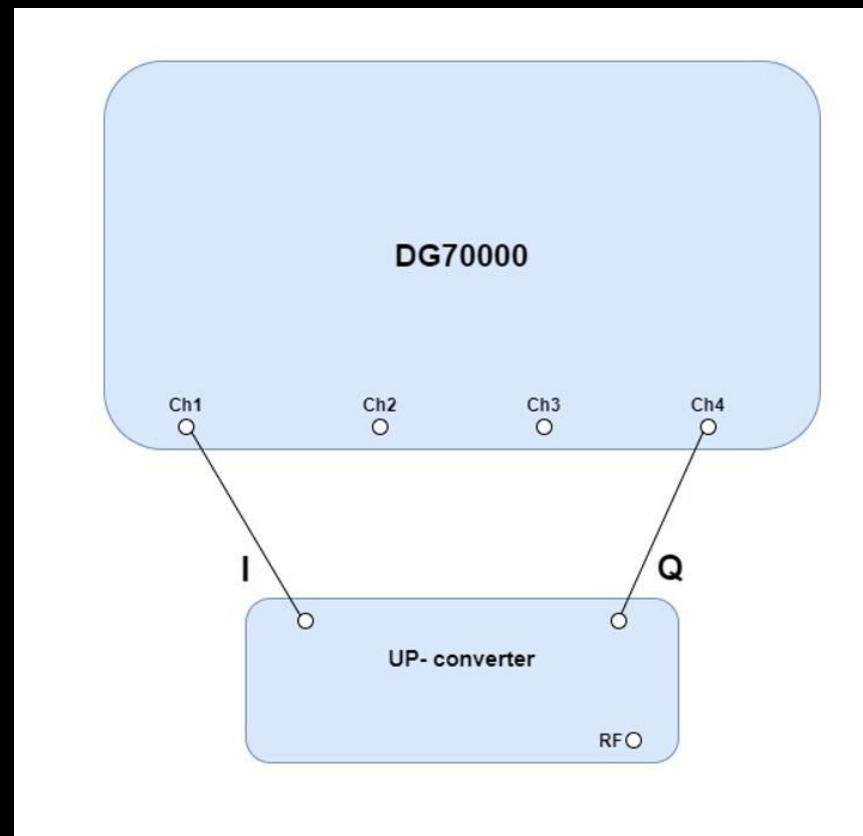 DG70000
Ch1
Ch2
Ch3
Ch4
I
Q
UP- converter
RF